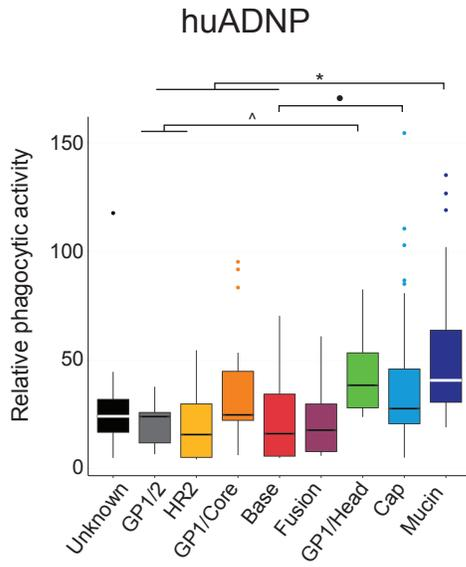 huADNP
*
•
^
Relative phagocytic activity
150
100
50
0
Unknown
GP1/2
HR2
GP1/Core
Base
Fusion
GP1/Head
Cap
Mucin